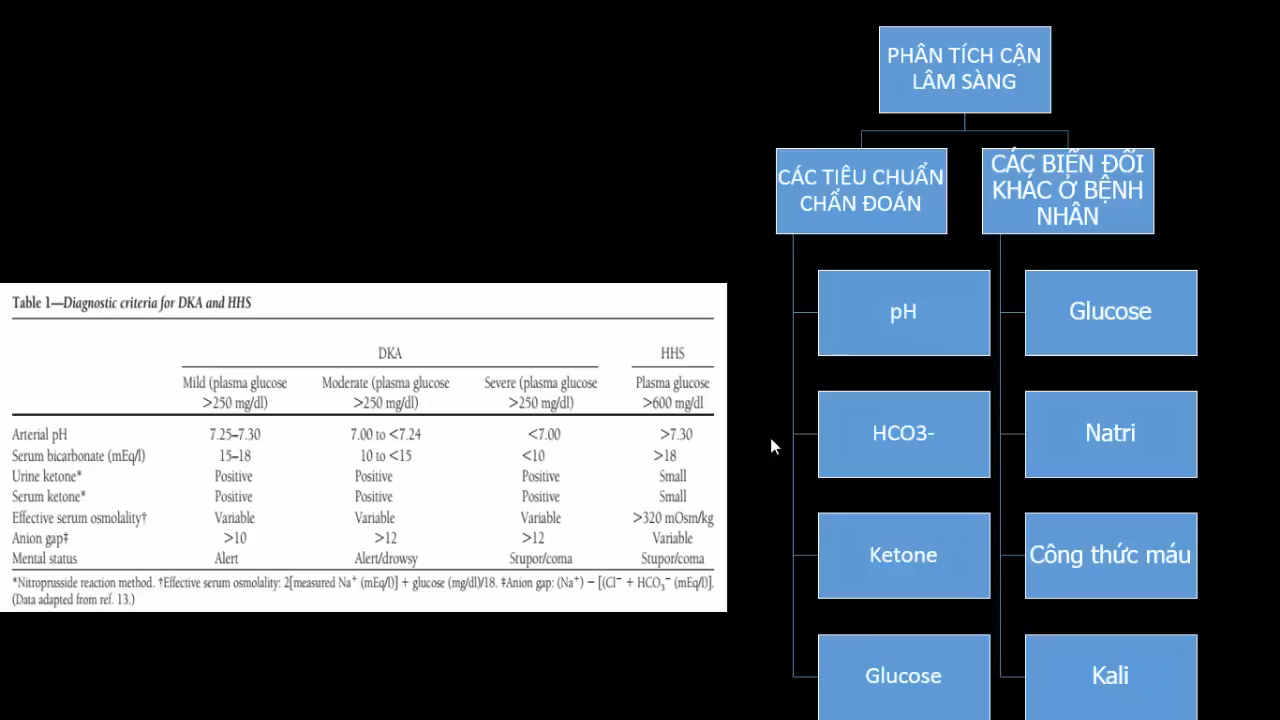 PHÂN TÍCH CẬN
LÂM SÀNG
CÁC TIÊU CHUẨN
CHẨN ĐOÁN
CÁC BIẾN ĐỔI
KHÁC Ở BỆNH
NHÂN
pH
HCO3-
Ketone
Glucose
Glucose
Natri
Công thức máu
Kali
Table 1—Diagnostic criteria for DKA and HHS
DKA HHS
Mild (plasma glucose Moderate (plasma glucose Severe (plasma glucose Plasma glucose
>250 mg/dl) >250 mg/dl) >250 mg/dl) >600 mg/dl
Arterial pH 7.25–7.30 7.00 to <7.24 <7.00 >7.30
Serum bicarbonate (mEq/l) 15–18 10 to <15 <10 >18
Urine ketone* Positive Positive Positive Small
Serum ketone* Positive Positive Positive Small
Effective serum osmolality† Variable Variable Variable >320 mOsm/kg
Anion gap‡ >10 >12 >12 Variable
Mental status Alert Alert/drowsy Stupor/coma Stupor/coma
*Nitroprusside reaction method. †Effective serum osmolality: 2[measured Na⁺ (mEq/l)] + glucose (mg/dl)/18. ‡Anion gap: (Na⁺) − [(Cl⁻ + HCO₃⁻ (mEq/l)].
(Data adapted from ref. 13.)